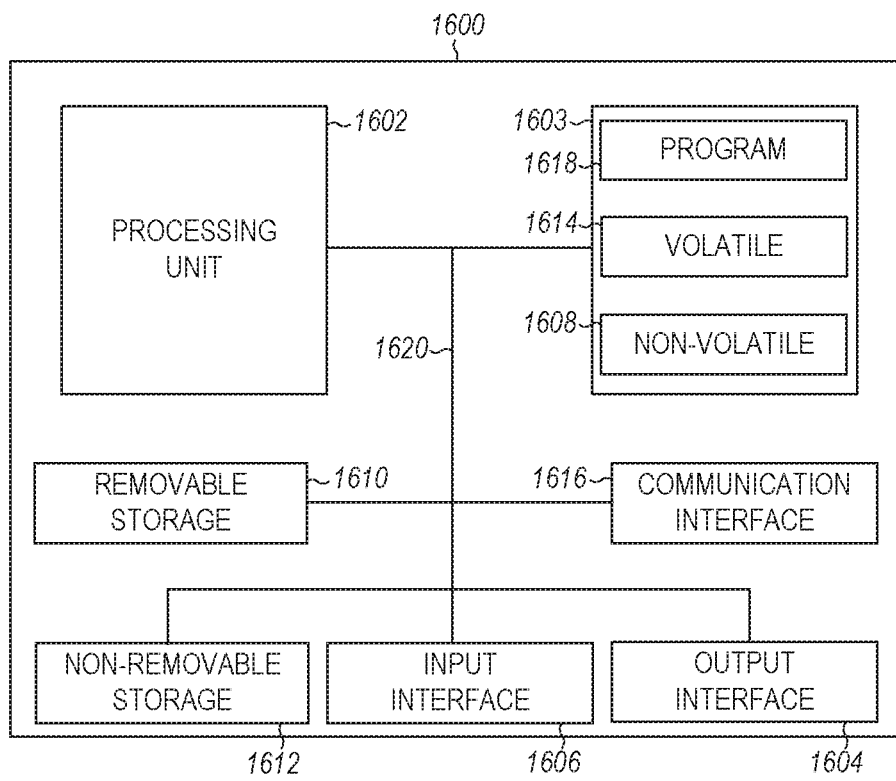 1600
1602
PROCESSING
UNIT
1603
PROGRAM
1618
1614
VOLATILE
1608
NON-VOLATILE
1620
REMOVABLE
STORAGE
1610
1616
COMMUNICATION
INTERFACE
NON-REMOVABLE
STORAGE
INPUT
INTERFACE
OUTPUT
INTERFACE
1612
1606
1604